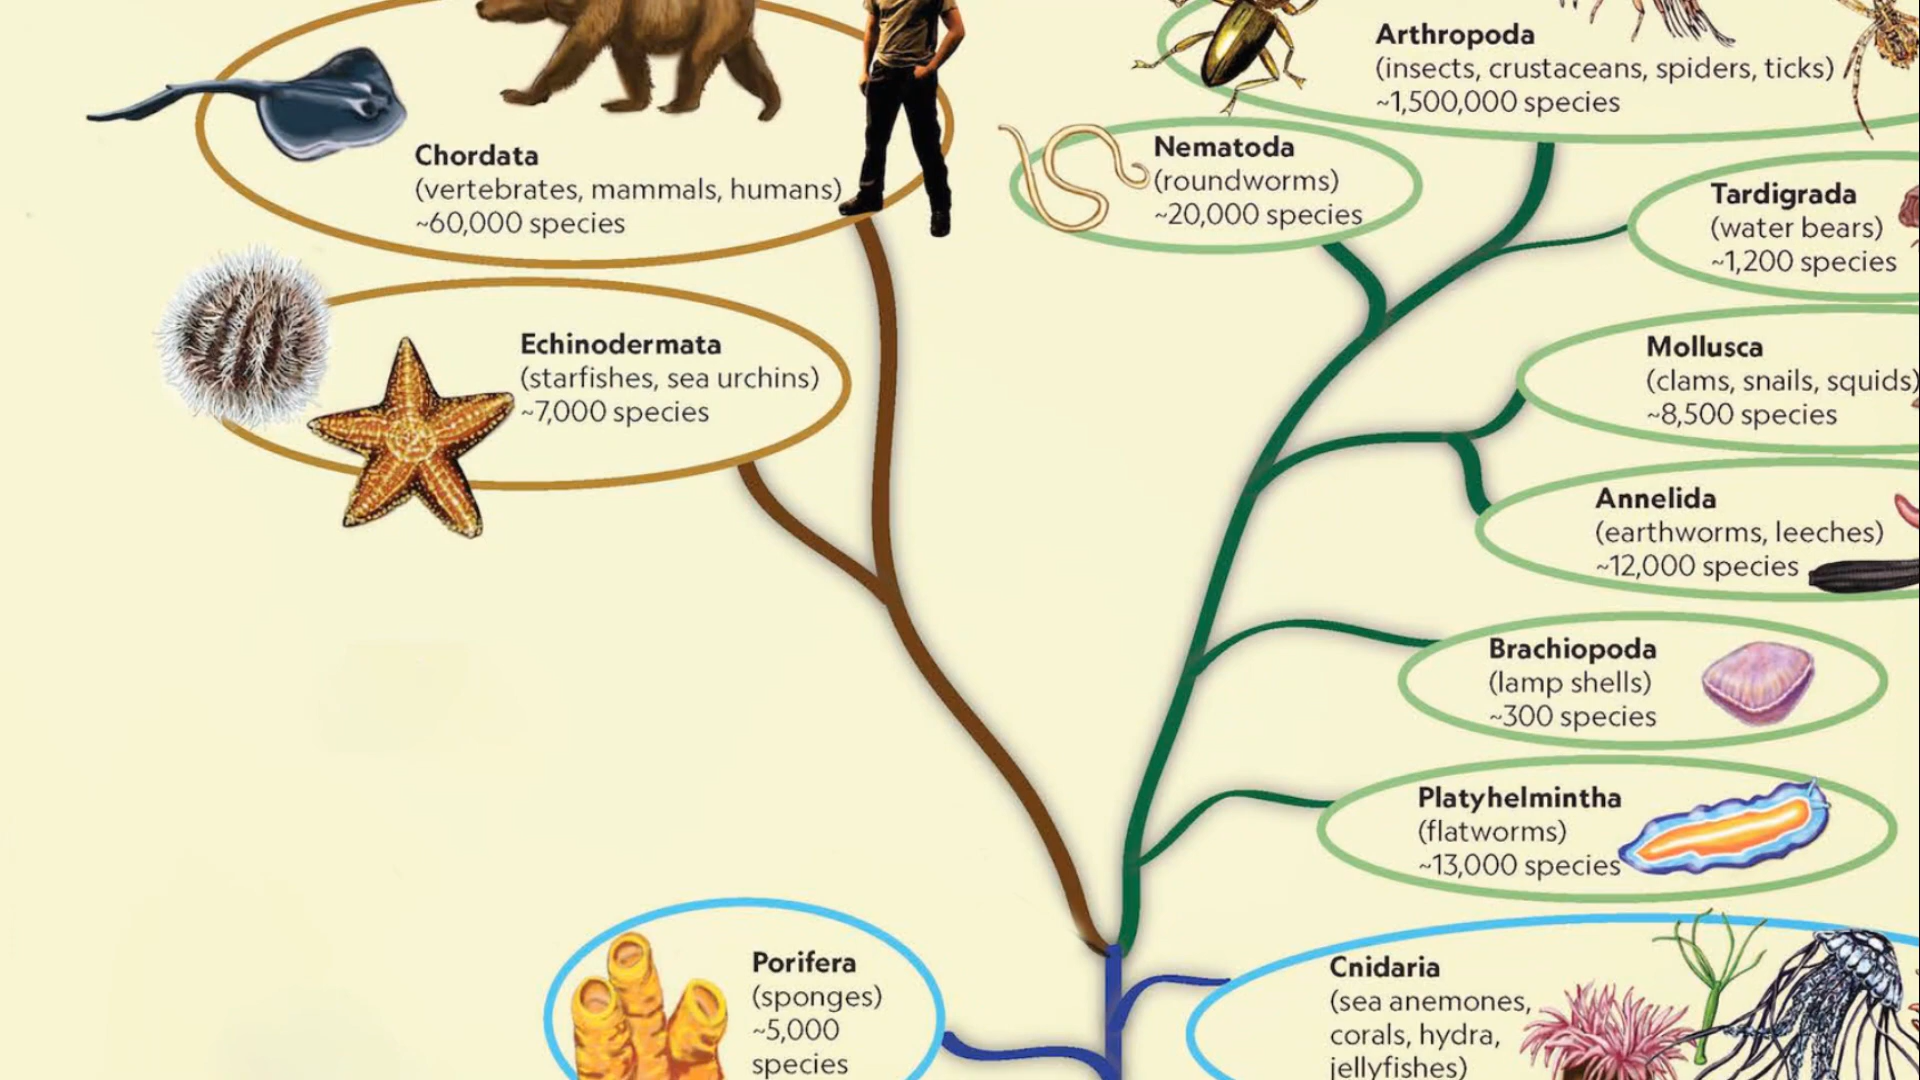 Arthropoda
(insects, crustaceans, spiders, ticks)
~1,500,000 species
Chordata
(vertebrates, mammals, humans)
~60,000 species
Nematoda
(roundworms)
~20,000 species
Tardigrada
(water bears)
~1,200 species
Echinodermata
(starfishes, sea urchins)
~7,000 species
Mollusca
(clams, snails, squids)
~8,500 species
Annelida
(earthworms, leeches)
~12,000 species
Brachiopoda
(lamp shells)
~300 species
Platyhelmintha
(flatworms)
~13,000 species
Porifera
(sponges)
~5,000
species
Cnidaria
(sea anemones,
corals, hydra,
jellyfishes)